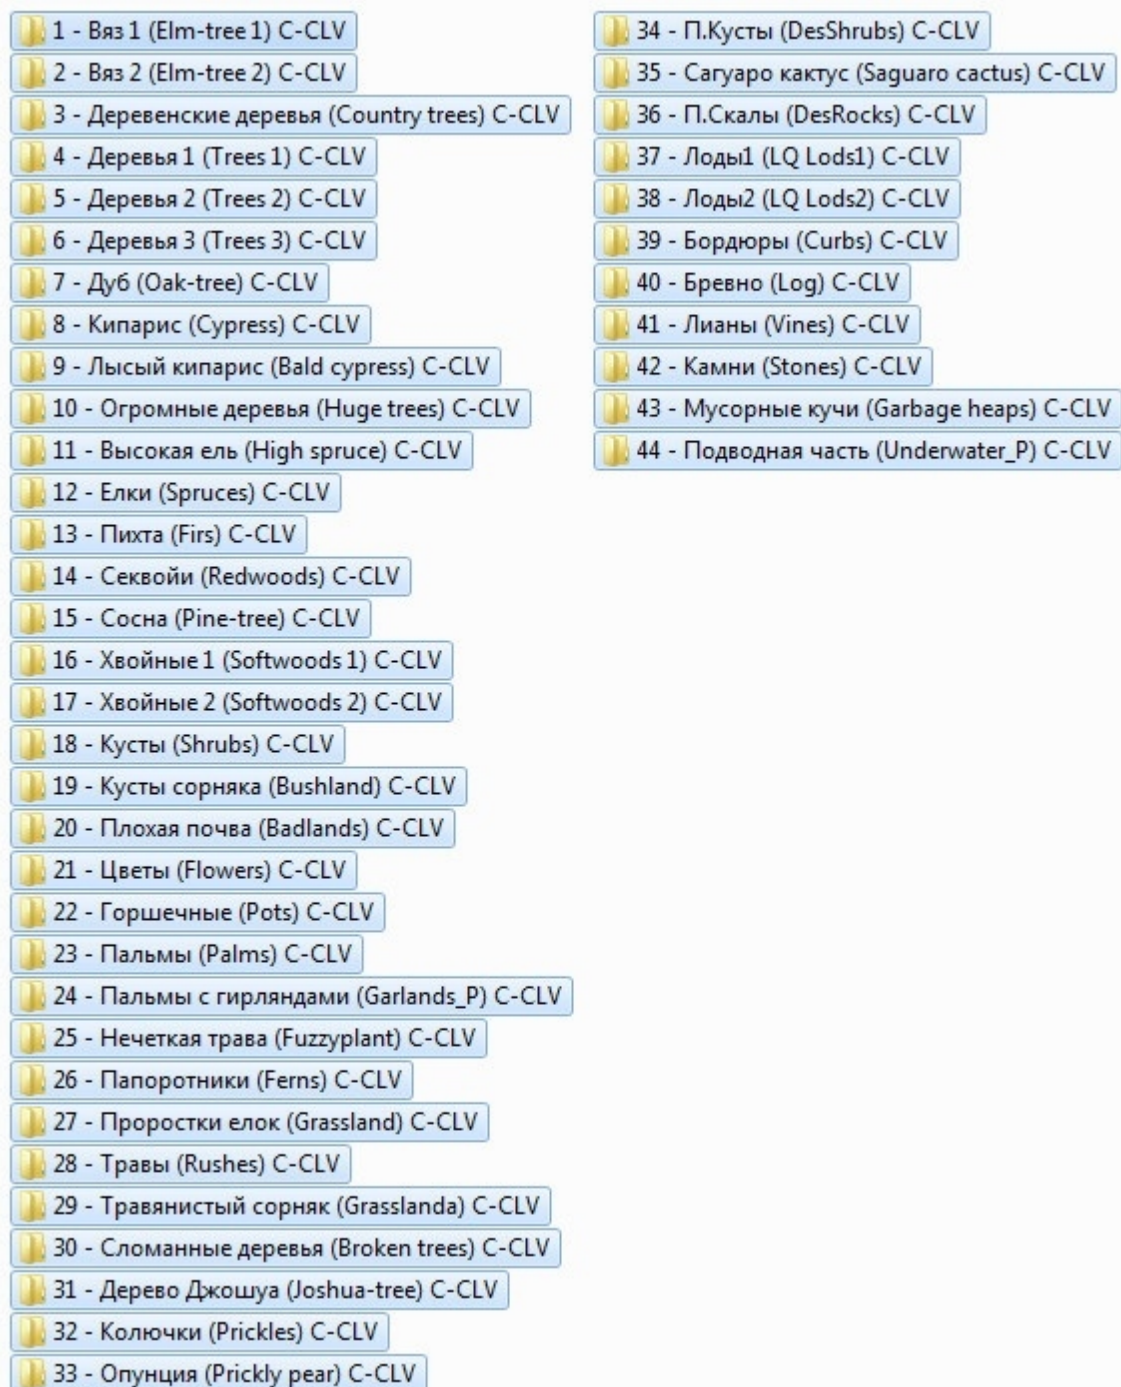 1 - Вяз 1 (Elm-tree 1) C-CLV
2 - Вяз 2 (Elm-tree 2) C-CLV
3 - Деревенские деревья (Country trees) C-CLV
4 - Деревья 1 (Trees 1) C-CLV
5 - Деревья 2 (Trees 2) C-CLV
6 - Деревья 3 (Trees 3) C-CLV
7 - Дуб (Oak-tree) C-CLV
8 - Кипарис (Cypress) C-CLV
9 - Лысый кипарис (Bald cypress) C-CLV
10 - Огромные деревья (Huge trees) C-CLV
11 - Высокая ель (High spruce) C-CLV
12 - Елки (Spruces) C-CLV
13 - Пихта (Firs) C-CLV
14 - Секвойи (Redwoods) C-CLV
15 - Сосна (Pine-tree) C-CLV
16 - Хвойные 1 (Softwoods 1) C-CLV
17 - Хвойные 2 (Softwoods 2) C-CLV
18 - Кусты (Shrubs) C-CLV
19 - Кусты сорняка (Bushland) C-CLV
20 - Плохая почва (Badlands) C-CLV
21 - Цветы (Flowers) C-CLV
22 - Горшечные (Pots) C-CLV
23 - Пальмы (Palms) C-CLV
24 - Пальмы с гирляндами (Garlands_P) C-CLV
25 - Нечеткая трава (Fuzzyplant) C-CLV
26 - Папоротники (Ferns) C-CLV
27 - Проростки елок (Grassland) C-CLV
28 - Травы (Rushes) C-CLV
29 - Травянистый сорняк (Grasslanda) C-CLV
30 - Сломанные деревья (Broken trees) C-CLV
31 - Дерево Джошуа (Joshua-tree) C-CLV
32 - Колючки (Prickles) C-CLV
33 - Опунция (Prickly pear) C-CLV
34 - П.Кусты (DesShrubs) C-CLV
35 - Сагуаро кактус (Saguaro cactus) C-CLV
36 - П.Скалы (DesRocks) C-CLV
37 - Лоды1 (LQ Lods1) C-CLV
38 - Лоды2 (LQ Lods2) C-CLV
39 - Бордюры (Curbs) C-CLV
40 - Бревно (Log) C-CLV
41 - Лианы (Vines) C-CLV
42 - Камни (Stones) C-CLV
43 - Мусорные кучи (Garbage heaps) C-CLV
44 - Подводная часть (Underwater_P) C-CLV